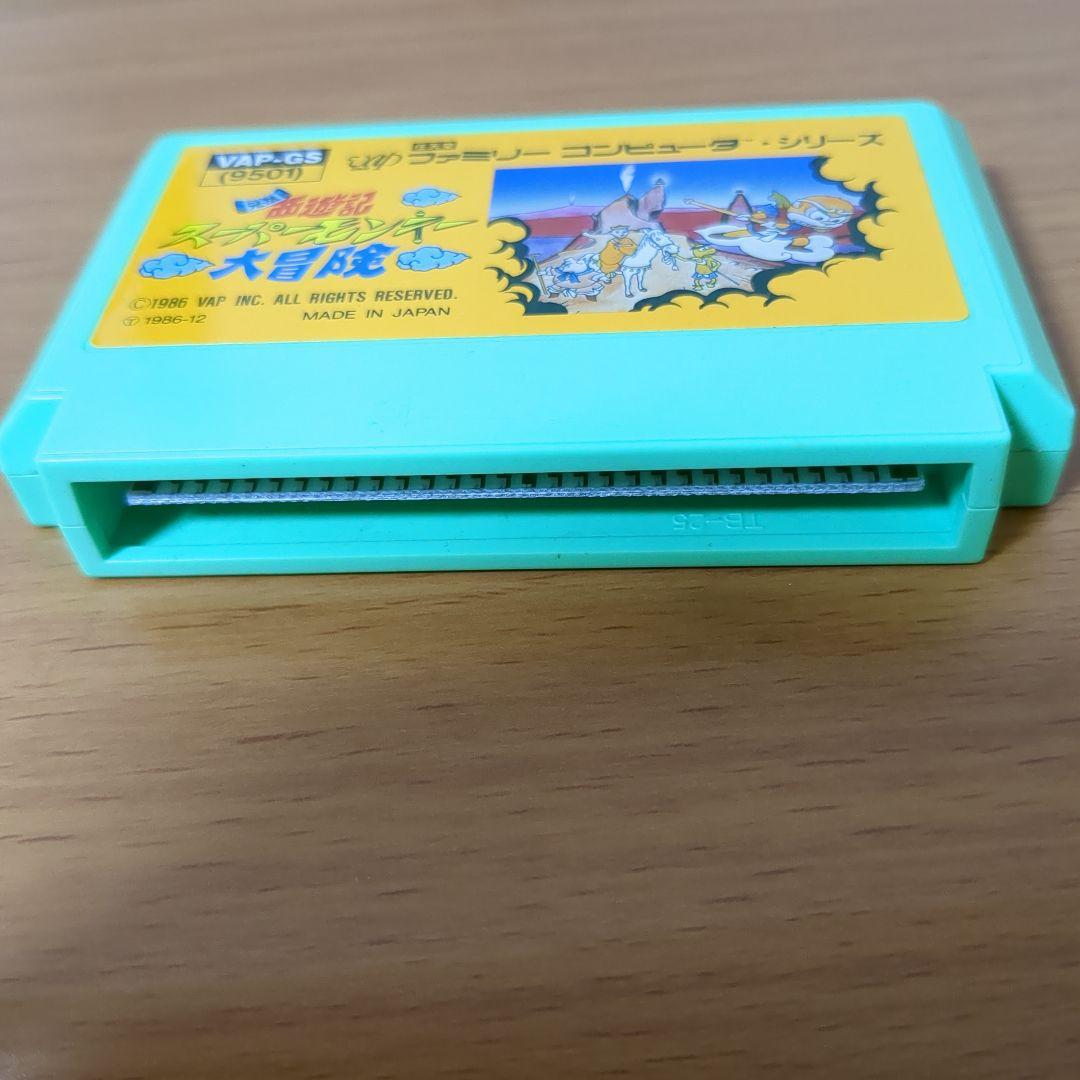 VAP-GS
(9501)
ファミリー コンピュータ™・シリーズ
西遊記
スーパーモンキー
大冒険
©1986 VAP INC. ALL RIGHTS RESERVED.
1986-12
MADE IN JAPAN
TB-25